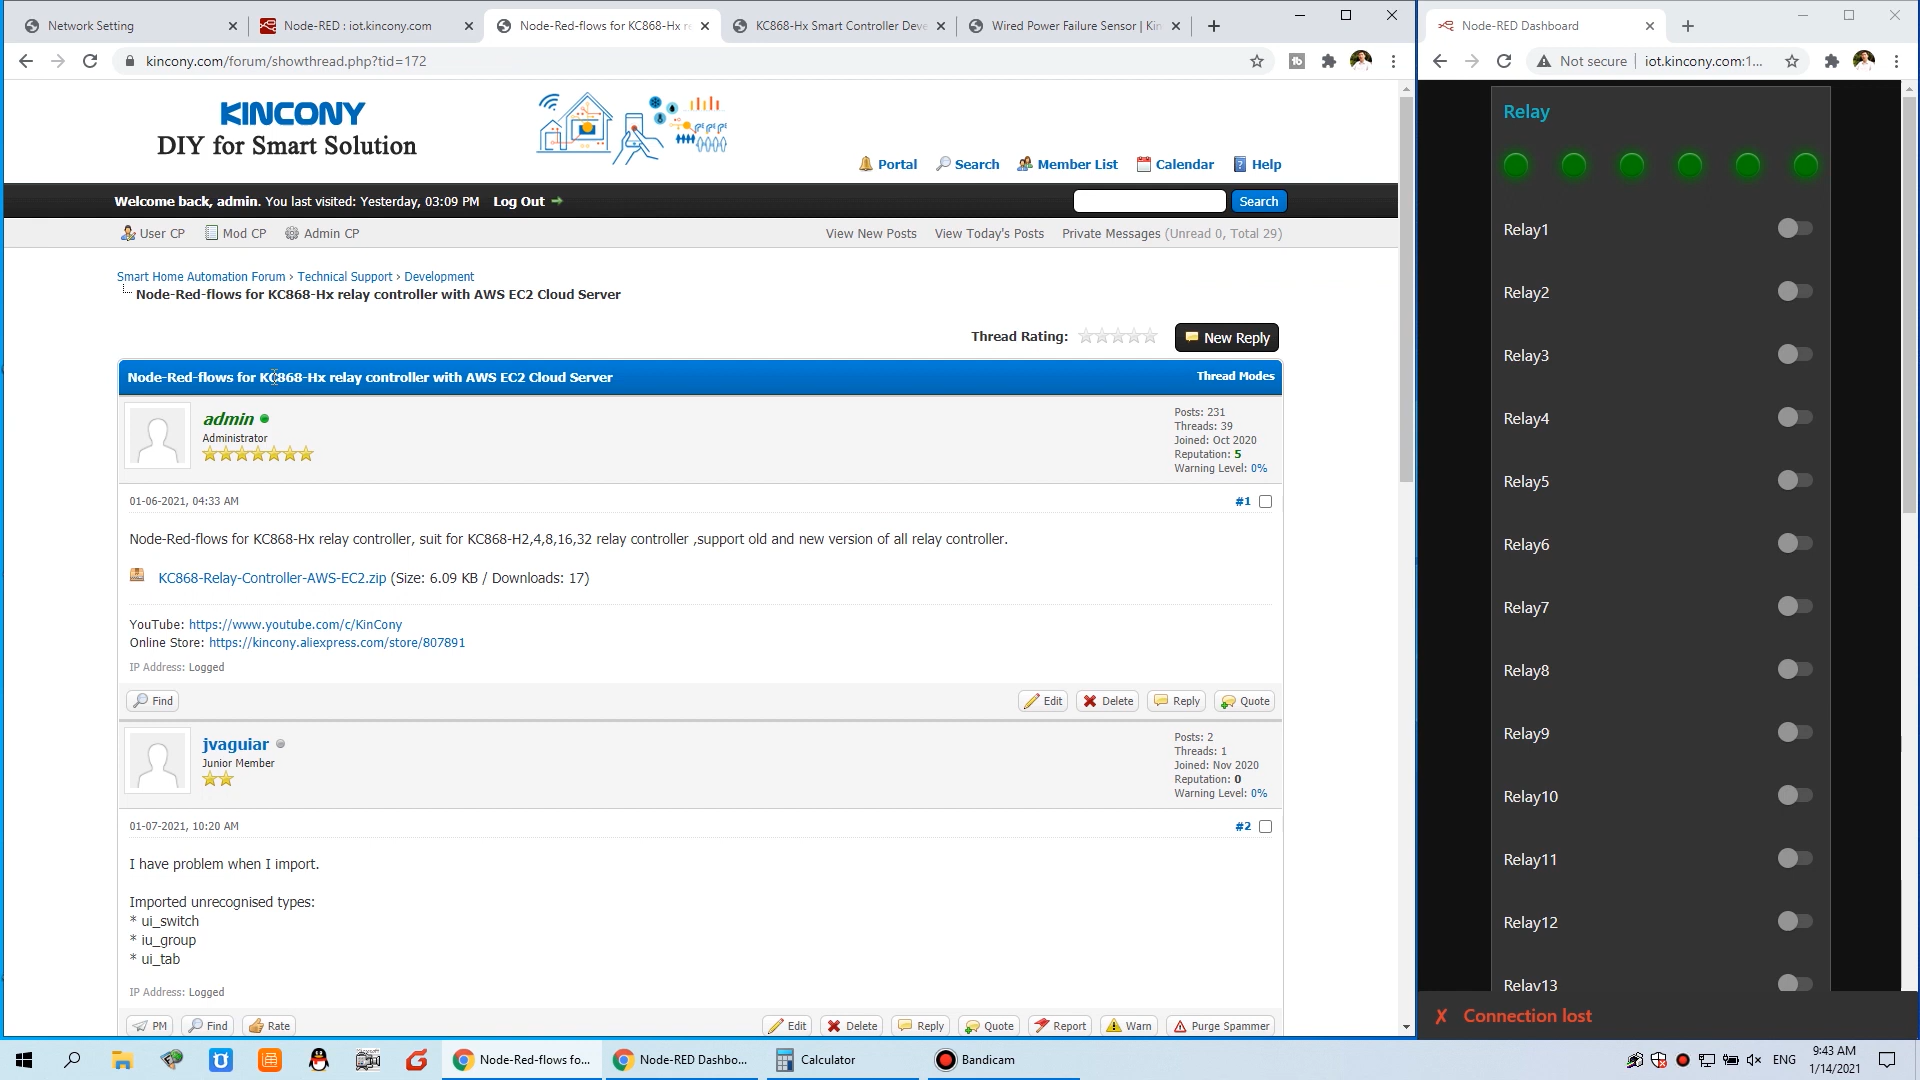 Network Setting
Node-RED : iot.kincony.com
Node-Red-flows for KC868-Hx re
KC868-Hx Smart Controller Deve
Wired Power Failure Sensor | Kin
kincony.com/forum/showthread.php?tid=172
KINCONY
DIY for Smart Solution
Portal
Search
Member List
Calendar
Help
Welcome back, admin. You last visited: Yesterday, 03:09 PM Log Out
Search
User CP
Mod CP
Admin CP
View New Posts
View Today's Posts
Private Messages (Unread 0, Total 29)
Smart Home Automation Forum › Technical Support › Development
Node-Red-flows for KC868-Hx relay controller with AWS EC2 Cloud Server
Thread Rating:
New Reply
Node-Red-flows for KC868-Hx relay controller with AWS EC2 Cloud Server
Thread Modes
admin
Administrator
Posts: 231
Threads: 39
Joined: Oct 2020
Reputation: 5
Warning Level: 0%
01-06-2021, 04:33 AM
#1
Node-Red-flows for KC868-Hx relay controller, suit for KC868-H2,4,8,16,32 relay controller ,support old and new version of all relay controller.
KC868-Relay-Controller-AWS-EC2.zip (Size: 6.09 KB / Downloads: 17)
YouTube: https://www.youtube.com/c/KinCony
Online Store: https://kincony.aliexpress.com/store/807891
IP Address: Logged
Find
Edit
Delete
Reply
Quote
jvaguiar
Junior Member
Posts: 2
Threads: 1
Joined: Nov 2020
Reputation: 0
Warning Level: 0%
01-07-2021, 10:20 AM
#2
I have problem when I import.
Imported unrecognised types:
* ui_switch
* iu_group
* ui_tab
IP Address: Logged
PM
Find
Rate
Edit
Delete
Reply
Quote
Report
Warn
Purge Spammer
Node-RED Dashboard
Not secure | iot.kincony.com:1...
Relay
Relay1
Relay2
Relay3
Relay4
Relay5
Relay6
Relay7
Relay8
Relay9
Relay10
Relay11
Relay12
Relay13
✗ Connection lost
Node-Red-flows fo...
Node-RED Dashbo...
Calculator
Bandicam
ENG
9:43 AM
1/14/2021